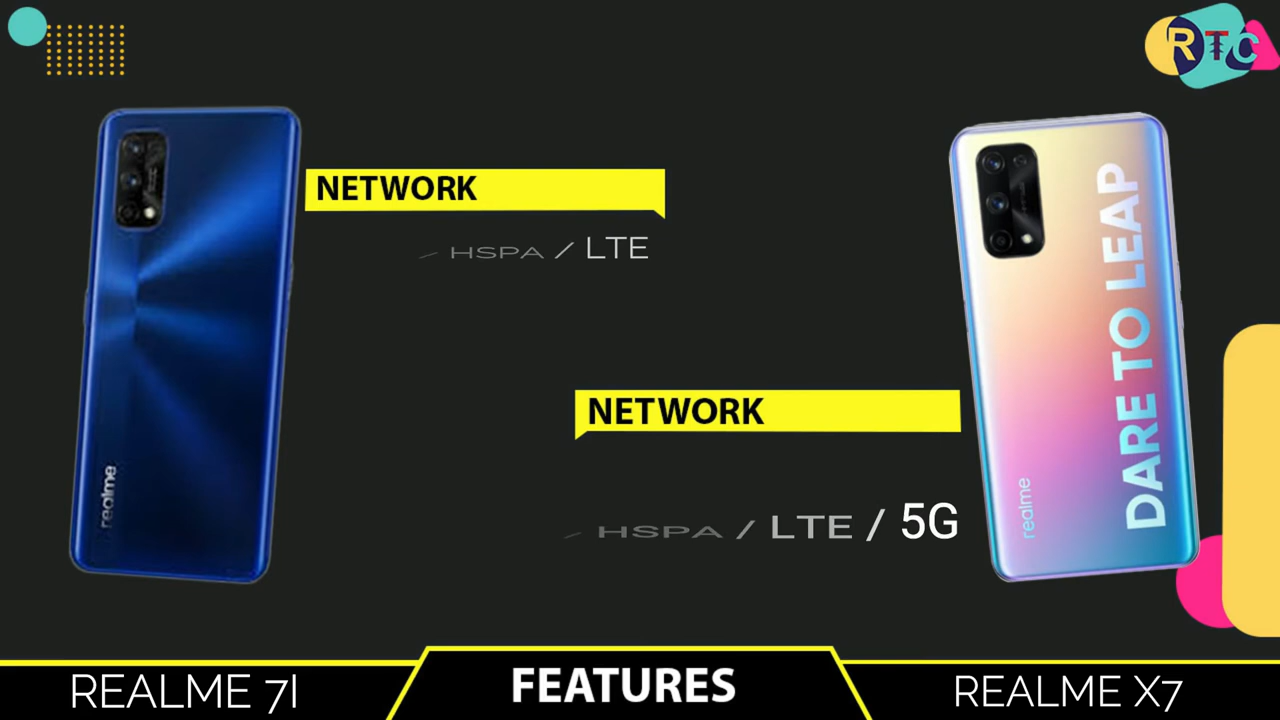 RTC
NETWORK
/ HSPA / LTE
realme
DARE TO LEAP
realme
NETWORK
/ HSPA / LTE / 5G
REALME 7I
FEATURES
REALME X7